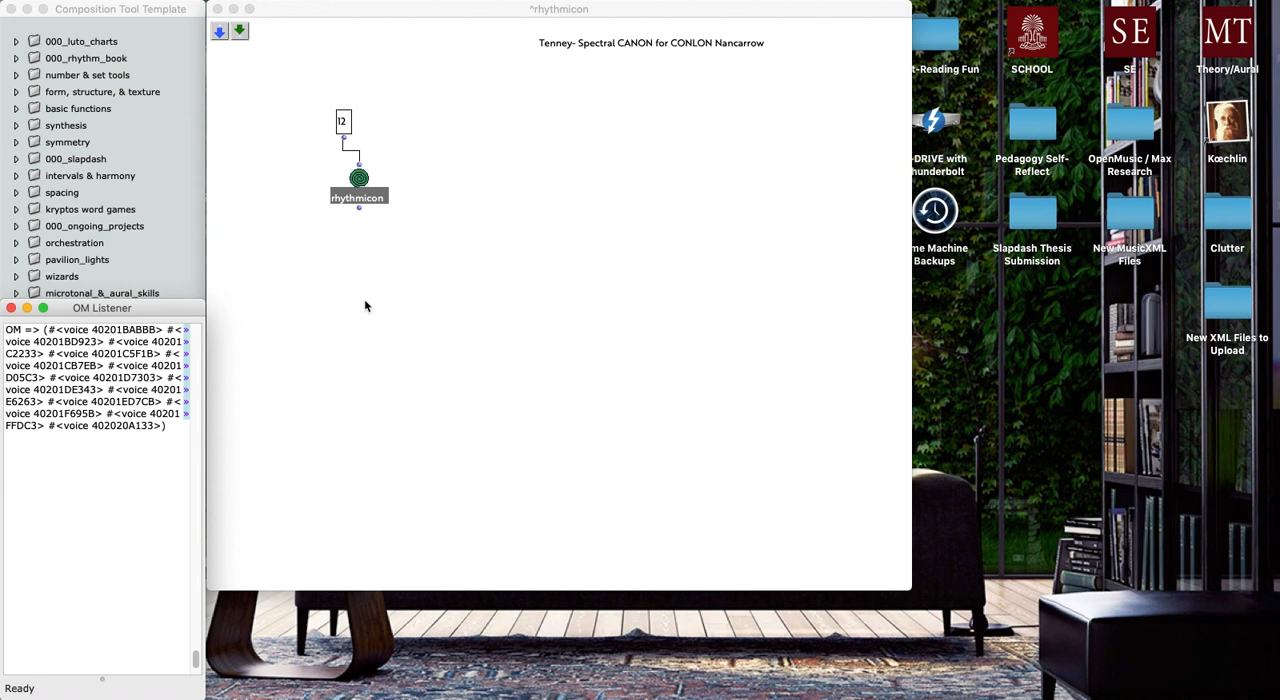 Composition Tool Template
000_luto_charts
000_rhythm_book
number & set tools
form, structure, & texture
basic functions
synthesis
symmetry
000_slapdash
intervals & harmony
spacing
kryptos word games
000_ongoing_projects
orchestration
pavilion_lights
wizards
microtonal_&_aural_skills
OM Listener
OM => (#<voice 40201BABBB> #<
voice 40201BD923> #<voice 40201
C2233> #<voice 40201C5F1B> #<
voice 40201CB7EB> #<voice 40201
D05C3> #<voice 40201D7303> #<
voice 40201DE343> #<voice 40201
E6263> #<voice 40201ED7CB> #<
voice 40201F695B> #<voice 40201
FFDC3> #<voice 402020A133>)
Ready
^rhythmicon
Tenney- Spectral CANON for CONLON Nancarrow
12
rhythmicon
t-Reading Fun
SCHOOL
SE
SE
MT
Theory/Aural
-DRIVE with
hunderbolt
Pedagogy Self-
Reflect
OpenMusic / Max
Research
Kœchlin
me Machine
Backups
Slapdash Thesis
Submission
New MusicXML
Files
Clutter
New XML Files to
Upload